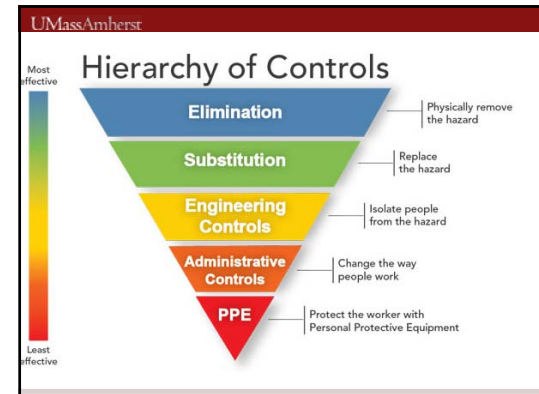 UMassAmherst
Hierarchy of Controls
Most
effective
Elimination
Physically remove
the hazard
Substitution
Replace
the hazard
Engineering
Controls
Isolate people
from the hazard
Administrative
Controls
Change the way
people work
PPE
Protect the worker with
Personal Protective Equipment
Least
effective